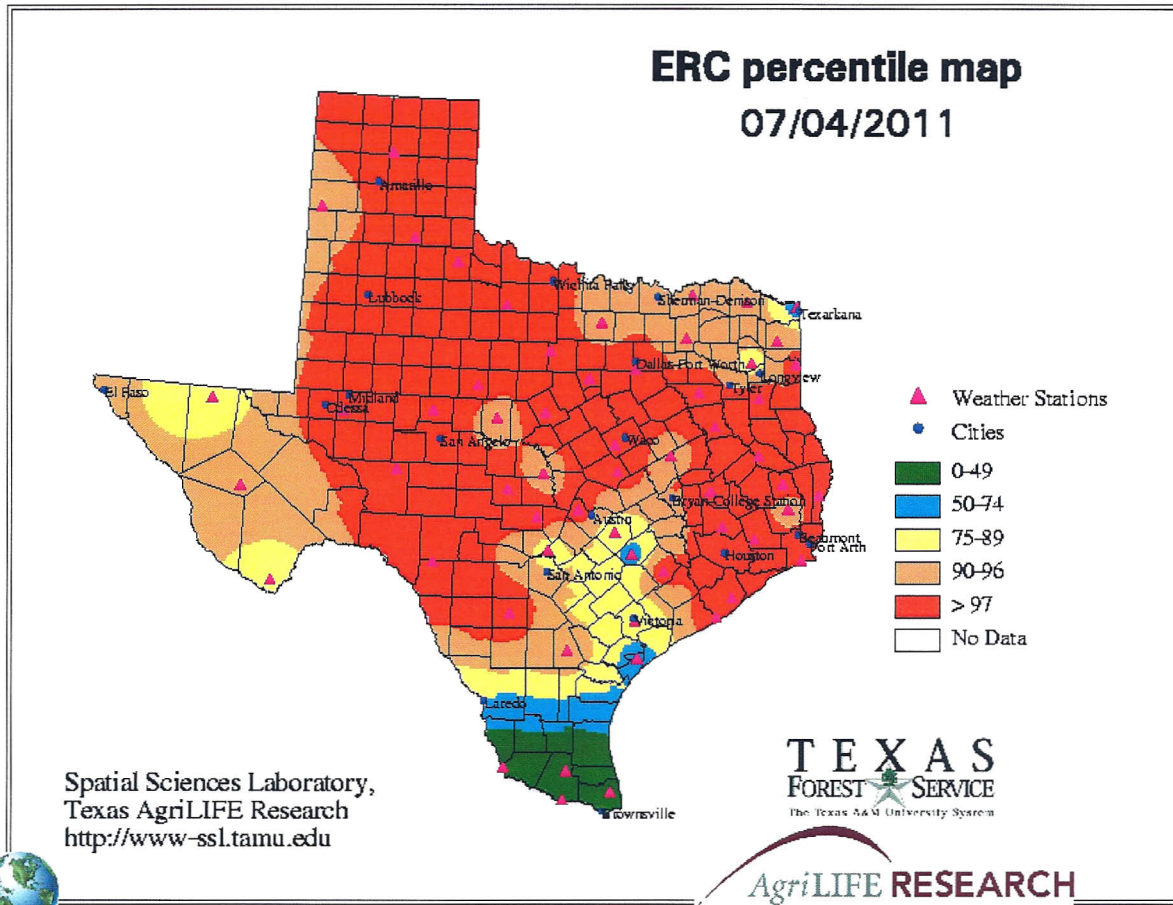 ERC percentile map
07/04/2011
Amarillo
Lubbock
Wichita Falls
Sherman-Denison
Texarkana
Dallas-Fort Worth
Longview
Tyler
El Paso
Midland
Odessa
San Angelo
Waco
Bryan-College Station
Austin
Beaumont
Port Arth
Houston
San Antonio
Victoria
Laredo
Brownsville
Weather Stations
Cities
0-49
50-74
75-89
90-96
> 97
No Data
Spatial Sciences Laboratory,
Texas AgriLIFE Research
http://www-ssl.tamu.edu
TEXAS
FOREST SERVICE
The Texas A&M University System
AgriLIFE RESEARCH